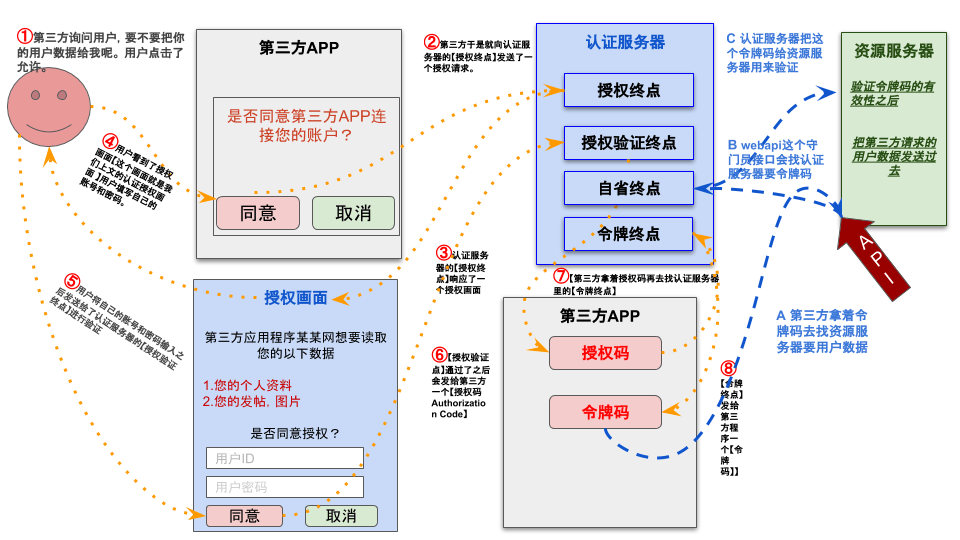 ①第三方询问用户，要不要把你
的用户数据给我呢。用户点击了
允许。
第三方APP
是否同意第三方APP连
接您的账户？
同意
取消
②第三方于是就向认证服
务器的【授权终点】发送了一
个授权请求。
认证服务器
授权终点
授权验证终点
自省终点
令牌终点
C 认证服务器把这
个令牌码给资源服
务器用来验证
资源服务器
验证令牌码的有
效性之后
把第三方请求的
用户数据发送过
去
B webapi这个守
门员接口会找认证
服务器要令牌码
API
A 第三方拿着令
牌码去找资源服
务器要用户数据
④用户看到了授权
画面【这个画面就是我
们上文的认证授权画
面 】用户填写自己的
账号和密码。
③认证服务
器的【授权终
点】响应了一
个授权画面
⑤用户将自己的账号和密码输入之
后发送给了认证服务器的【授权验证
终点】进行验证
授权画面
第三方应用程序某某网想要读取
您的以下数据
1.您的个人资料
2.您的发帖，图片
是否同意授权？
用户ID
用户密码
同意
取消
⑥【授权验证
点】通过了之后
会发给第三方
一个【授权码
Authorizatio
n Code】
⑦【第三方拿着授权码再去找认证服务器
里的【令牌终点】
第三方APP
授权码
令牌码
⑧
【令牌
终点】
发给
第三
方程
序一
个【令
牌
码】】